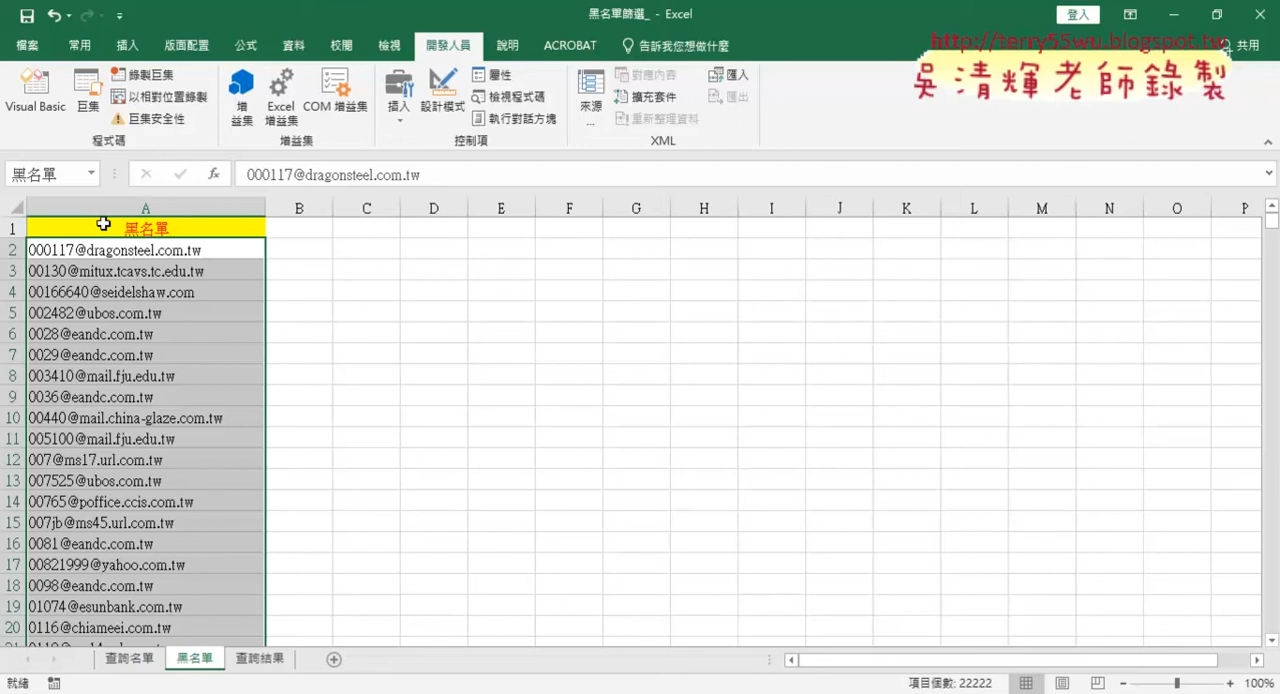 黑名單篩選_ - Excel
登入
檔案 常用 插入 版面配置 公式 資料 校閱 檢視 開發人員 說明 ACROBAT 告訴我您想做什麼 共用
http://terry55wu.blogspot.tw
吳清輝老師錄製
Visual Basic
巨集
錄製巨集
以相對位置錄製
巨集安全性
程式碼
增益集
Excel 增益集
COM 增益集
增益集
插入
設計模式
屬性
檢視程式碼
執行對話方塊
控制項
來源...
對應內容
擴充套件
重新整理資料
匯入
匯出
XML
黑名單
fx
000117@dragonsteel.com.tw
A B C D E F G H I J K L M N O P
1 黑名單
2 000117@dragonsteel.com.tw
3 00130@mitux.tcavs.tc.edu.tw
4 00166640@seidelshaw.com
5 002482@ubos.com.tw
6 0028@eandc.com.tw
7 0029@eandc.com.tw
8 003410@mail.fju.edu.tw
9 0036@eandc.com.tw
10 00440@mail.china-glaze.com.tw
11 005100@mail.fju.edu.tw
12 007@ms17.url.com.tw
13 007525@ubos.com.tw
14 00765@poffice.ccis.com.tw
15 007jb@ms45.url.com.tw
16 0081@eandc.com.tw
17 00821999@yahoo.com.tw
18 0098@eandc.com.tw
19 01074@esunbank.com.tw
20 0116@chiameei.com.tw
查詢名單 黑名單 查詢結果
就緒
項目個數: 22222
100%